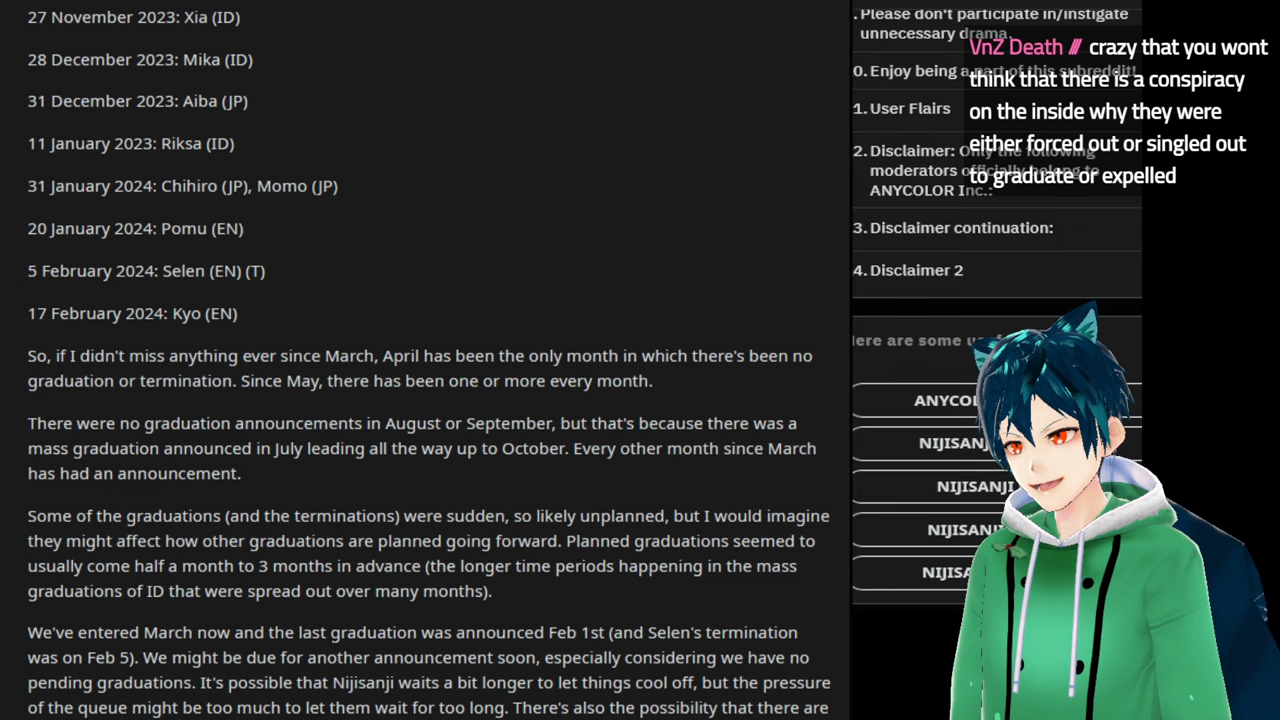 27 November 2023: Xia (ID)
28 December 2023: Mika (ID)
31 December 2023: Aiba (JP)
11 January 2023: Riksa (ID)
31 January 2024: Chihiro (JP), Momo (JP)
20 January 2024: Pomu (EN)
5 February 2024: Selen (EN) (T)
17 February 2024: Kyo (EN)
So, if I didn't miss anything ever since March, April has been the only month in which there's been no
graduation or termination. Since May, there has been one or more every month.
There were no graduation announcements in August or September, but that's because there was a
mass graduation announced in July leading all the way up to October. Every other month since March
has had an announcement.
Some of the graduations (and the terminations) were sudden, so likely unplanned, but I would imagine
they might affect how other graduations are planned going forward. Planned graduations seemed to
usually come half a month to 3 months in advance (the longer time periods happening in the mass
graduations of ID that were spread out over many months).
We've entered March now and the last graduation was announced Feb 1st (and Selen's termination
was on Feb 5). We might be due for another announcement soon, especially considering we have no
pending graduations. It's possible that Nijisanji waits a bit longer to let things cool off, but the pressure
of the queue might be too much to let them wait for too long. There's also the possibility that there are
. Please don't participate in/instigate
unnecessary drama.
0. Enjoy being a part of this subreddit!
1. User Flairs
2. Disclaimer: Only the following
moderators officially belong to
ANYCOLOR Inc.:
3. Disclaimer continuation:
4. Disclaimer 2
lere are some u
ANYCOL
NIJISANJ
NIJISANJI
NIJISANJ
NIJISA
VnZ Death /// crazy that you wont
think that there is a conspiracy
on the inside why they were
either forced out or singled out
to graduate or expelled